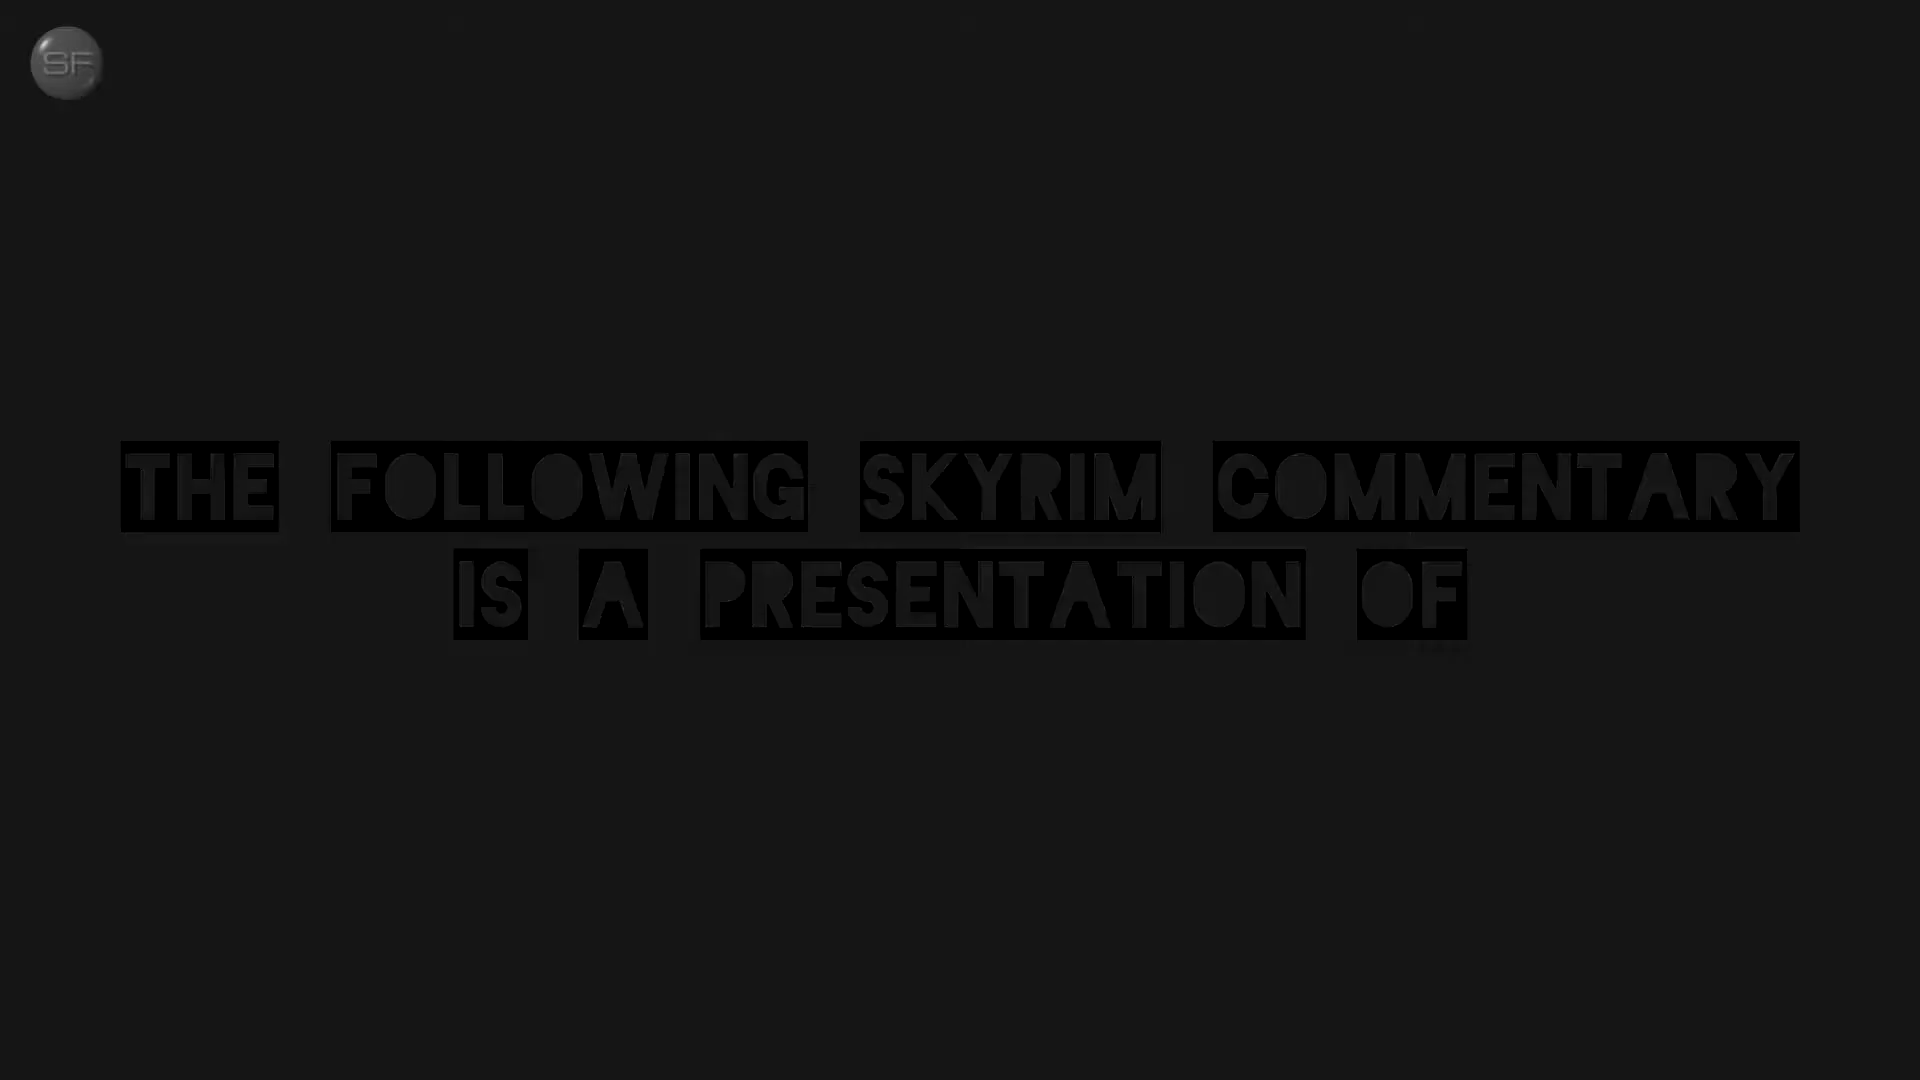 SF
THE FOLLOWING SKYRIM COMMENTARY
IS A PRESENTATION OF